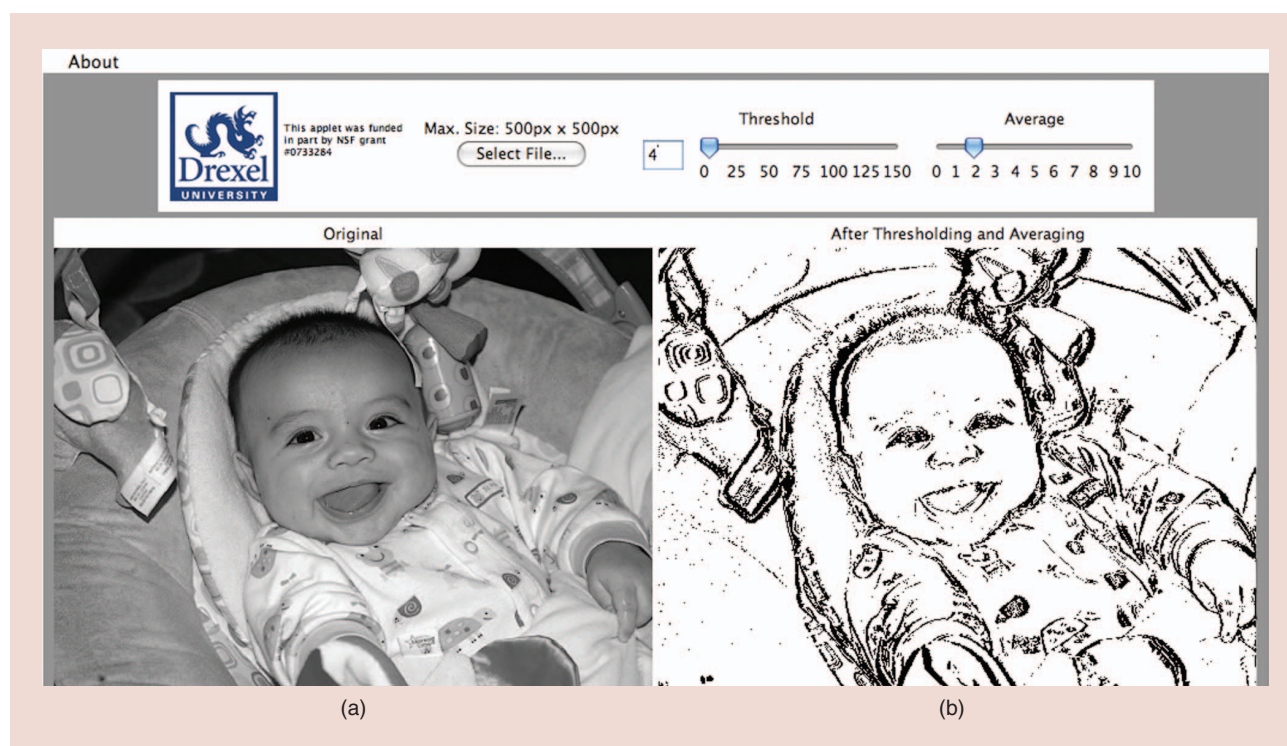 About
Drexel
UNIVERSITY
This applet was funded
in part by NSF grant
#0733284
Max. Size: 500px x 500px
Select File...
4
Threshold
0 25 50 75 100 125 150
Average
0 1 2 3 4 5 6 7 8 9 10
Original
After Thresholding and Averaging
(a)
(b)